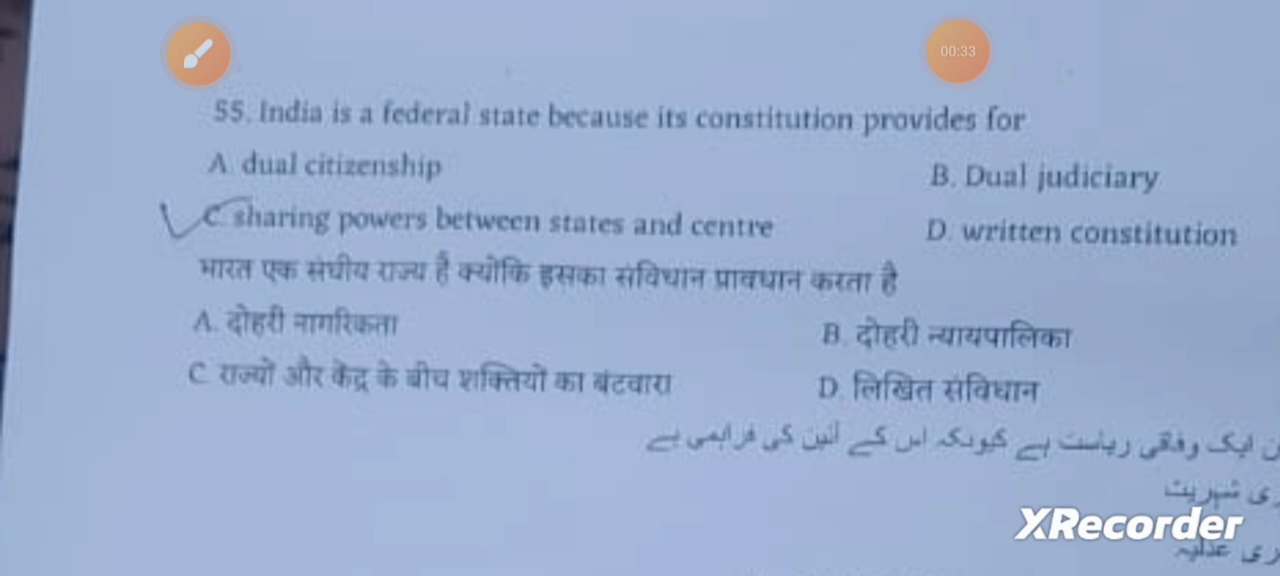 00:33
55. India is a federal state because its constitution provides for
A. dual citizenship B. Dual judiciary
C. sharing powers between states and centre D. written constitution
भारत एक संघीय राज्य है क्योंकि इसका संविधान प्रावधान करता है
A. दोहरी नागरिकता B. दोहरी न्यायपालिका
C. राज्यों और केंद्र के बीच शक्तियों का बंटवारा D. लिखित संविधान
ایک وفاقی ریاست ہے کیونکہ اس کے آئین کی فراہمی ہے
شہریت
XRecorder
عدلیہ